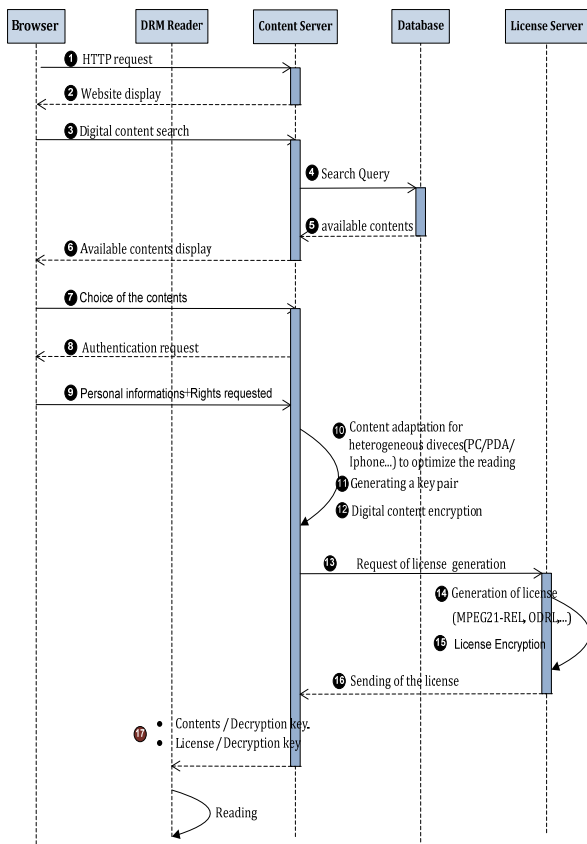 Browser
DRM Reader
Content Server
Database
License Server
1 HTTP request
2 Website display
3 Digital content search
4 Search Query
5 available contents
6 Available contents display
7 Choice of the contents
8 Authentication request
9 Personal informations+Rights requested
10 Content adaptation for
heterogeneous diveces(PC/PDA/
Iphone...) to optimize the reading
11 Generating a key pair
12 Digital content encryption
13 Request of license generation
14 Generation of license
(MPEG21-REL, ODRL,...)
15 License Encryption
16 Sending of the license
17
• Contents / Decryption key.
• License / Decryption key
Reading